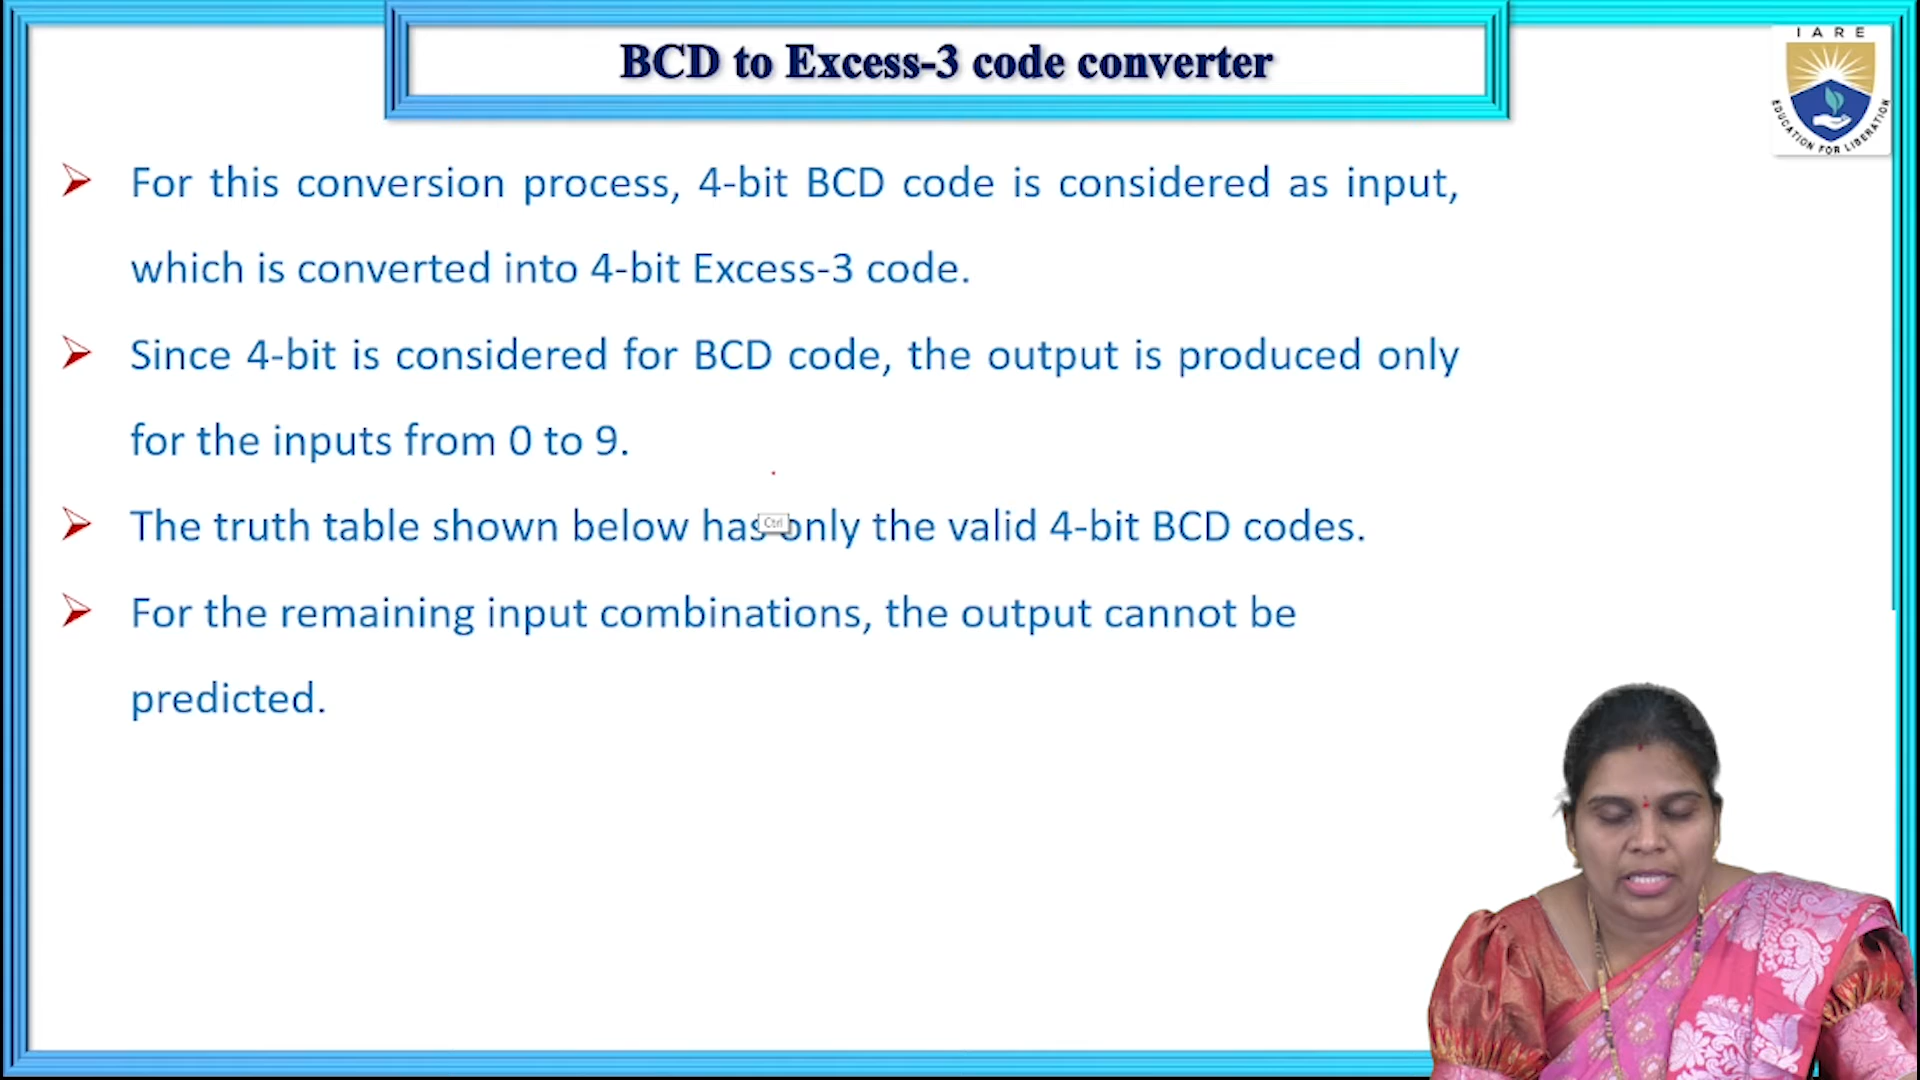 BCD to Excess-3 code converter
IARE
EDUCATION FOR LIBERATION
For this conversion process, 4-bit BCD code is considered as input,
which is converted into 4-bit Excess-3 code.
Since 4-bit is considered for BCD code, the output is produced only
for the inputs from 0 to 9.
The truth table shown below has only the valid 4-bit BCD codes.
Ctrl
For the remaining input combinations, the output cannot be
predicted.